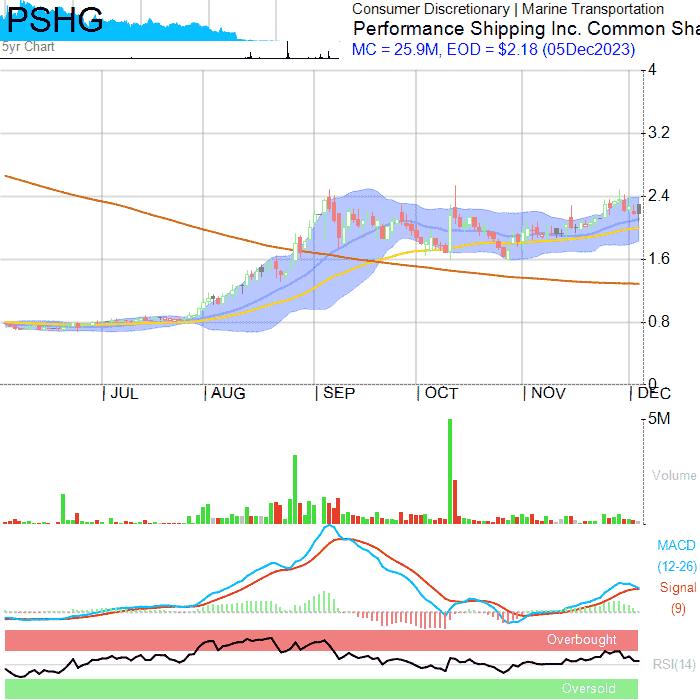 PSHG
5yr Chart
Consumer Discretionary | Marine Transportation
Performance Shipping Inc. Common Sha
MC = 25.9M, EOD = $2.18 (05Dec2023)
4
3.2
2.4
1.6
0.8
0
JUL
AUG
SEP
OCT
NOV
DEC
5M
Volume
MACD
(12-26)
Signal
(9)
Overbought
RSI(14)
Oversold